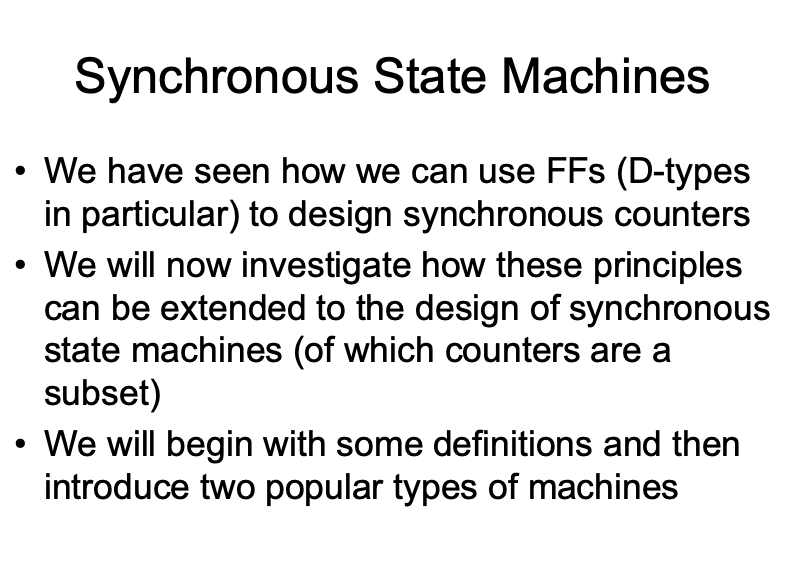 Synchronous State Machines
• We have seen how we can use FFs (D-types
in particular) to design synchronous counters
• We will now investigate how these principles
can be extended to the design of synchronous
state machines (of which counters are a
subset)
• We will begin with some definitions and then
introduce two popular types of machines